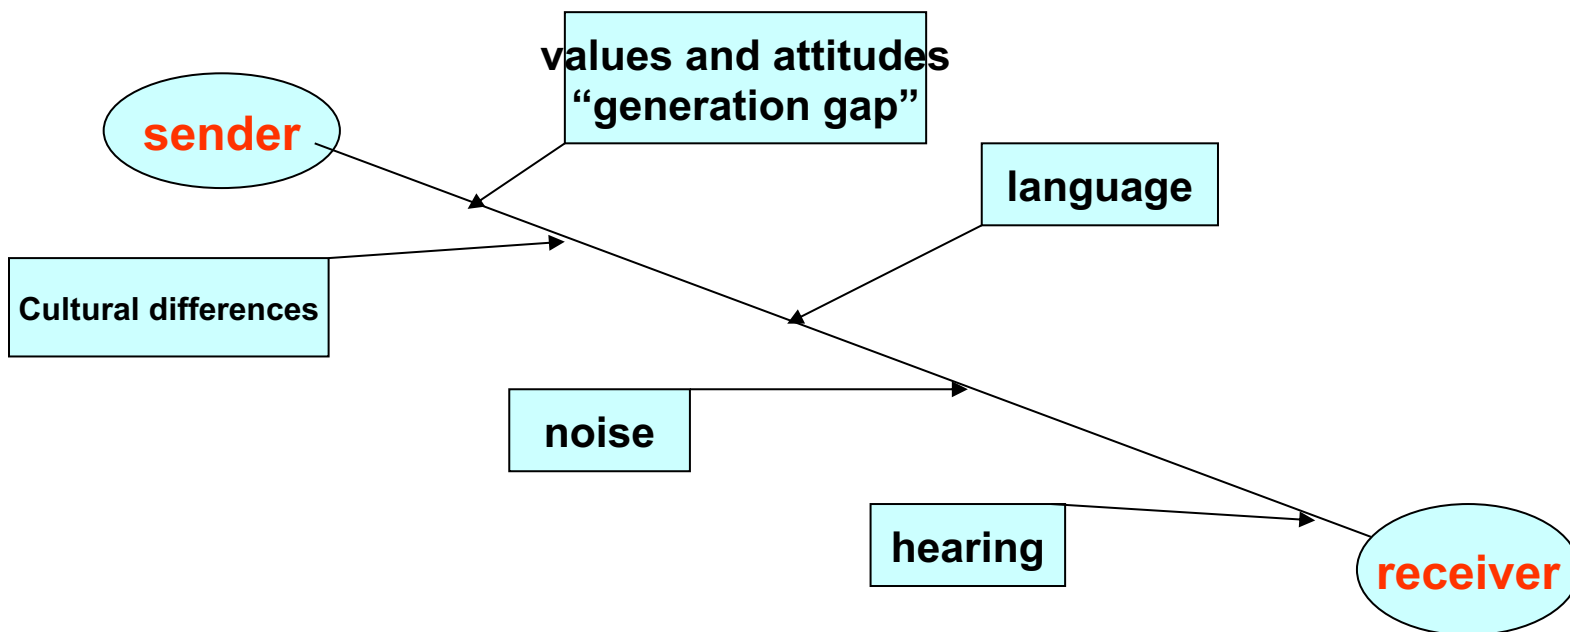 values and attitudes
“generation gap”
sender
language
Cultural differences
noise
hearing
receiver